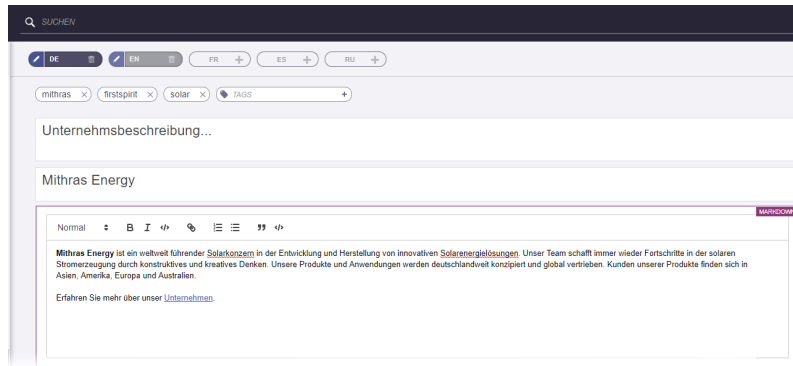 SUCHEN
DE EN FR ES RU
mithras firstspirit solar TAGS
Unternehmsbeschreibung...
Mithras Energy
MARKDOWN
Normal
Mithras Energy ist ein weltweit führender Solarkonzern in der Entwicklung und Herstellung von innovativen Solarenergielösungen. Unser Team schafft immer wieder Fortschritte in der solaren
Stromerzeugung durch konstruktives und kreatives Denken. Unsere Produkte und Anwendungen werden deutschlandweit konzipiert und global vertrieben. Kunden unserer Produkte finden sich in
Asien, Amerika, Europa und Australien.
Erfahren Sie mehr über unser Unternehmen.